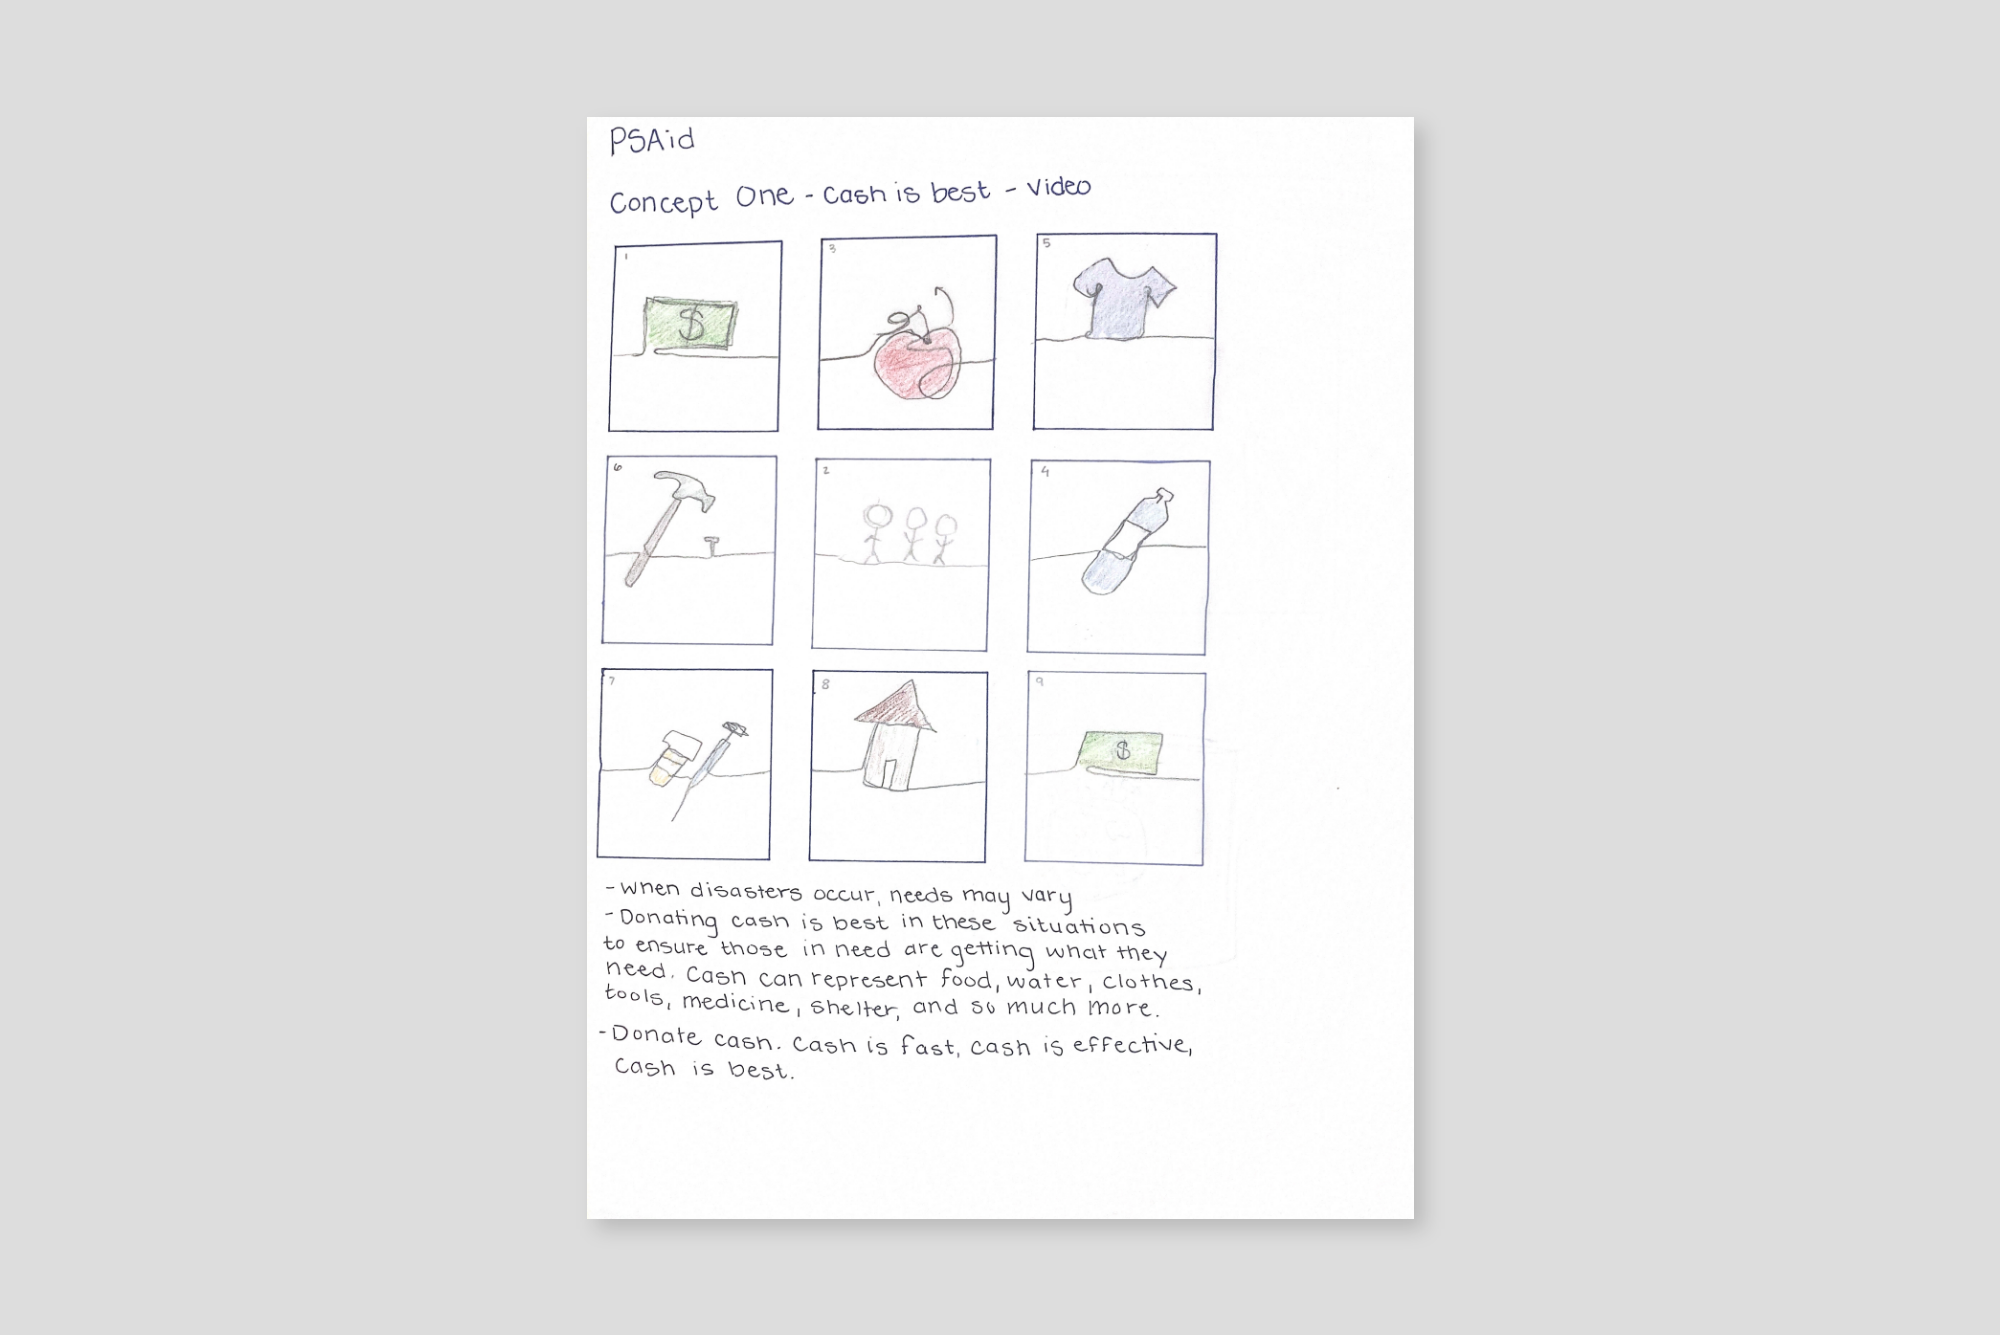 PSAid
Concept One - Cash is best - Video
1
3
5
$
6
2
4
7
8
9
$
- When disasters occur, needs may vary
- Donating cash is best in these situations
to ensure those in need are getting what they
need. Cash can represent food, water, clothes,
tools, medicine, shelter, and so much more.
- Donate cash. Cash is fast, cash is effective,
Cash is best.